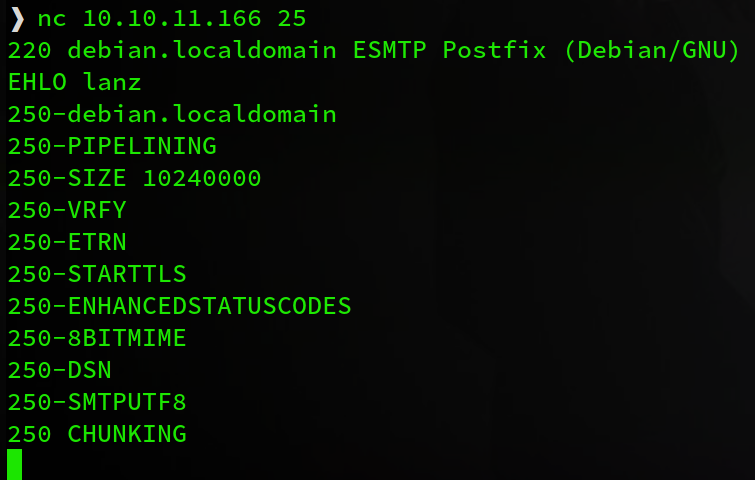 ❯ nc 10.10.11.166 25
220 debian.localdomain ESMTP Postfix (Debian/GNU)
EHLO lanz
250-debian.localdomain
250-PIPELINING
250-SIZE 10240000
250-VRFY
250-ETRN
250-STARTTLS
250-ENHANCEDSTATUSCODES
250-8BITMIME
250-DSN
250-SMTPUTF8
250 CHUNKING